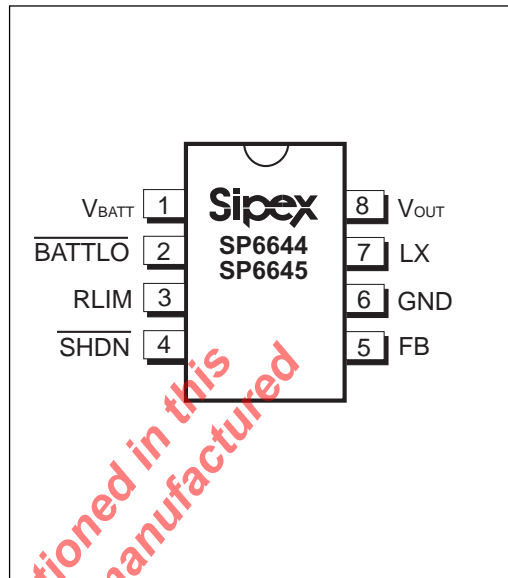 Sipex
SP6644
SP6645
VBATT 1
BATTLO 2
RLIM 3
SHDN 4
8 VOUT
7 LX
6 GND
5 FB
tioned in this
manufactured